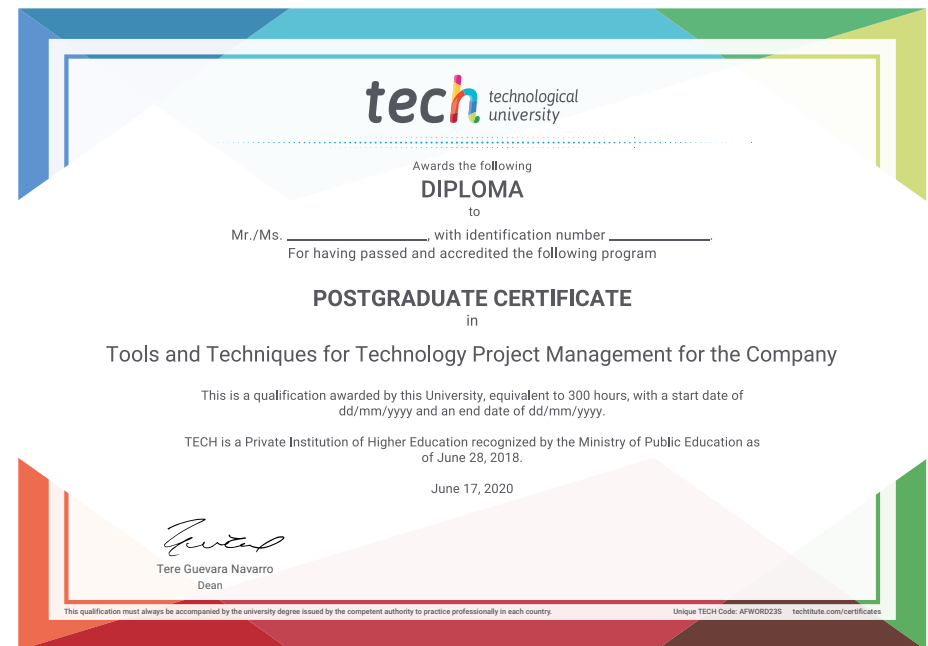 tech technological
university
Awards the following
DIPLOMA
to
Mr./Ms. ____________, with identification number ____________.
For having passed and accredited the following program
POSTGRADUATE CERTIFICATE
in
Tools and Techniques for Technology Project Management for the Company
This is a qualification awarded by this University, equivalent to 300 hours, with a start date of
dd/mm/yyyy and an end date of dd/mm/yyyy.
TECH is a Private Institution of Higher Education recognized by the Ministry of Public Education as
of June 28, 2018.
June 17, 2020
Tere Guevara Navarro
Dean
This qualification must always be accompanied by the university degree issued by the competent authority to practice professionally in each country.
Unique TECH Code: AFWORD23S techtitute.com/certificates